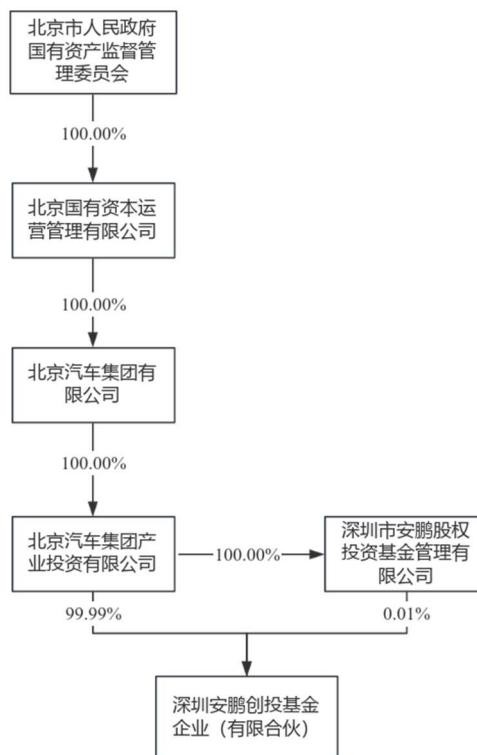 北京市人民政府
国有资产监督管
理委员会
100.00%
北京国有资本运
营管理有限公司
100.00%
北京汽车集团有
限公司
100.00%
北京汽车集团产
业投资有限公司
100.00%
深圳市安鹏股权
投资基金管理有
限公司
99.99%
0.01%
深圳安鹏创投基金
企业（有限合伙）